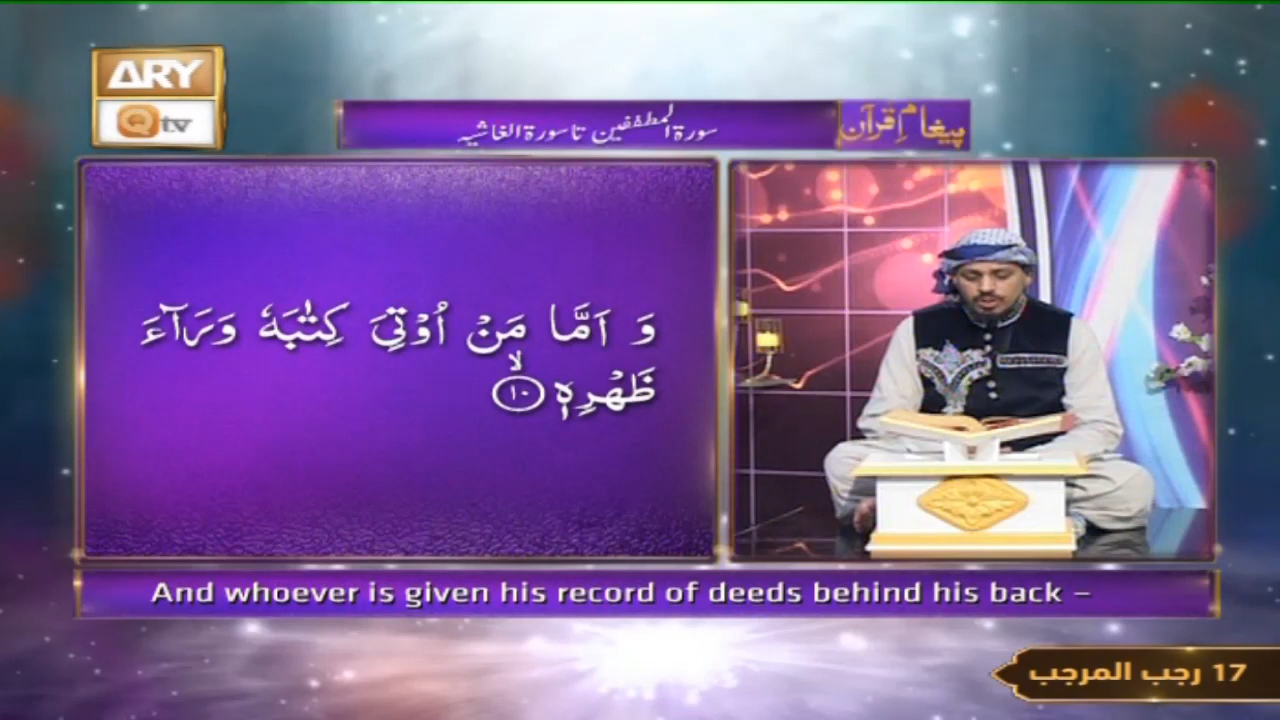 ARY
Qtv
پیغامِ قرآن
سورۃ المطففین تا سورۃ الغاشیہ
وَ اَمَّا مَنْ اُوْتِیَ كِتٰبَهٗ وَرَآءَ
ظَهْرِهٖۙ۝۱۰
And whoever is given his record of deeds behind his back –
17 رجب المرجب